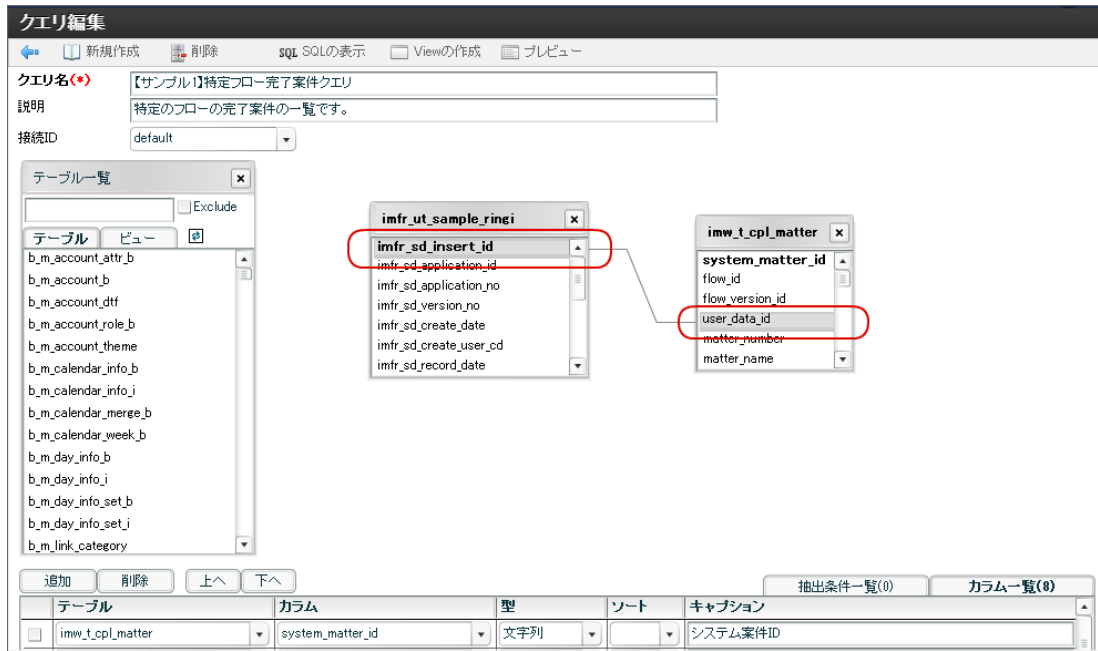 クエリ編集
新規作成 削除 SQL SQLの表示 Viewの作成 プレビュー
クエリ名(*) 【サンプル1】特定フロー完了案件クエリ
説明 特定のフローの完了案件の一覧です。
接続ID default
テーブル一覧
Exclude
テーブル ビュー
b_m_account_attr_b
b_m_account_b
b_m_account_dtf
b_m_account_role_b
b_m_account_theme
b_m_calendar_info_b
b_m_calendar_info_i
b_m_calendar_merge_b
b_m_calendar_week_b
b_m_day_info_b
b_m_day_info_i
b_m_day_info_set_b
b_m_day_info_set_i
b_m_link_category
imfr_ut_sample_ringi
imfr_sd_insert_id
imfr_sd_application_id
imfr_sd_application_no
imfr_sd_version_no
imfr_sd_create_date
imfr_sd_create_user_cd
imfr_sd_record_date
imw_t_cpl_matter
system_matter_id
flow_id
flow_version_id
user_data_id
matter_number
matter_name
追加 削除 上へ 下へ 抽出条件一覧(0) カラム一覧(8)
テーブル カラム 型 ソート キャプション
imw_t_cpl_matter system_matter_id 文字列 システム案件ID